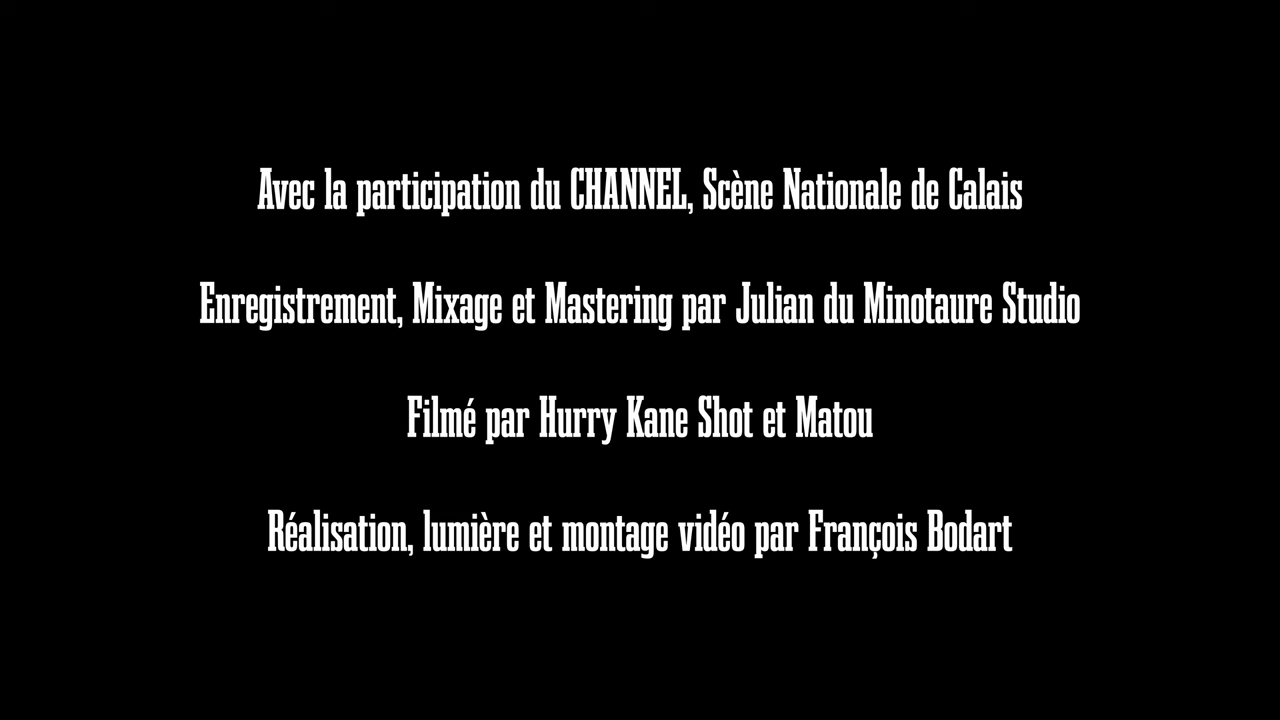 Avec la participation du CHANNEL, Scène Nationale de Calais
Enregistrement, Mixage et Mastering par Julian du Minotaure Studio
Filmé par Hurry Kane Shot et Matou
Réalisation, lumière et montage vidéo par François Bodart